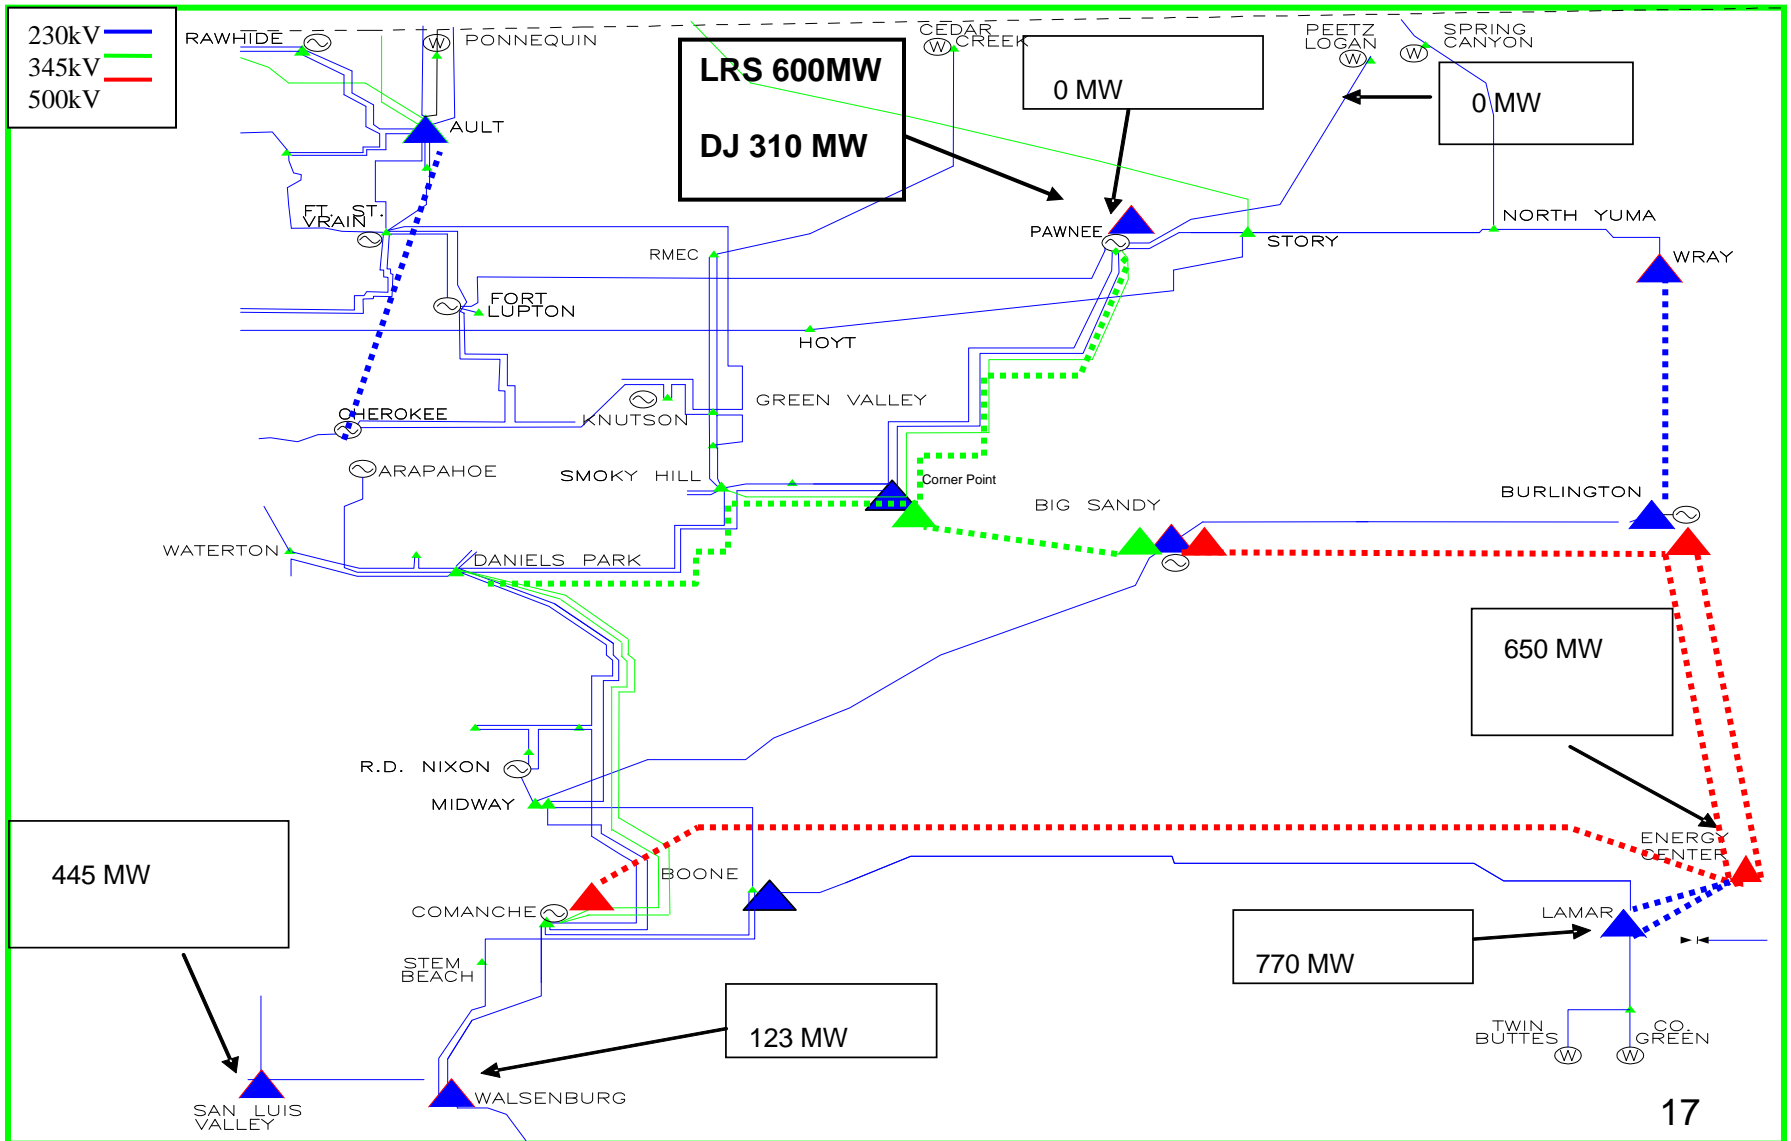 230kV
345kV
500kV
RAWHIDE
W
PONNEQUIN
AULT
LRS 600MW
DJ 310 MW
CEDAR
CREEK
W
0 MW
PEETZ
LOGAN
W
SPRING
CANYON
W
0 MW
FT. ST.
VRAIN
RMEC
PAWNEE
STORY
NORTH YUMA
WRAY
FORT
LUPTON
HOYT
CHEROKEE
KNUTSON
GREEN VALLEY
ARAPAHOE
SMOKY HILL
Corner Point
BIG SANDY
BURLINGTON
WATERTON
DANIELS PARK
650 MW
R.D. NIXON
MIDWAY
445 MW
BOONE
ENERGY
CENTER
COMANCHE
LAMAR
770 MW
STEM
BEACH
123 MW
TWIN
BUTTES
W
CO.
GREEN
W
SAN LUIS
VALLEY
WALSENBURG
17